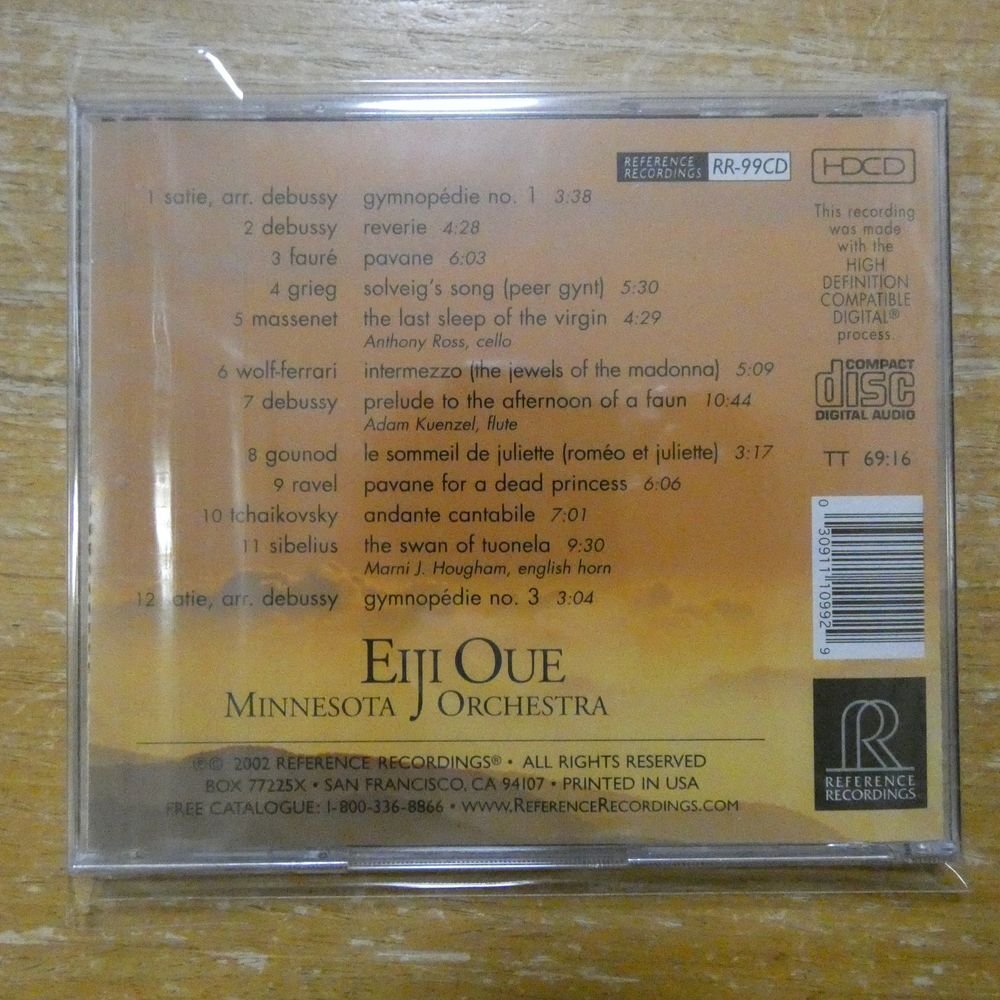 REFERENCE RECORDINGS RR-99CD
HDCD
1 satie, arr. debussy gymnopédie no. 1 3:38
2 debussy reverie 4:28
3 fauré pavane 6:03
4 grieg solveig's song (peer gynt) 5:30
5 massenet the last sleep of the virgin 4:29
Anthony Ross, cello
6 wolf-ferrari intermezzo (the jewels of the madonna) 5:09
7 debussy prelude to the afternoon of a faun 10:44
Adam Kuenzel, flute
8 gounod le sommeil de juliette (roméo et juliette) 3:17
9 ravel pavane for a dead princess 6:06
10 tchaikovsky andante cantabile 7:01
11 sibelius the swan of tuonela 9:30
Marni J. Hougham, english horn
12 satie, arr. debussy gymnopédie no. 3 3:04
This recording
was made
with the
HIGH
DEFINITION
COMPATIBLE
DIGITAL®
process.
COMPACT
disc
DIGITAL AUDIO
TT 69:16
0 30911 10992 9
EIJI OUE
MINNESOTA ORCHESTRA
℗© 2002 REFERENCE RECORDINGS® • ALL RIGHTS RESERVED
BOX 77225X • SAN FRANCISCO, CA 94107 • PRINTED IN USA
FREE CATALOGUE: 1-800-336-8866 • WWW.REFERENCERECORDINGS.COM
R
REFERENCE
RECORDINGS